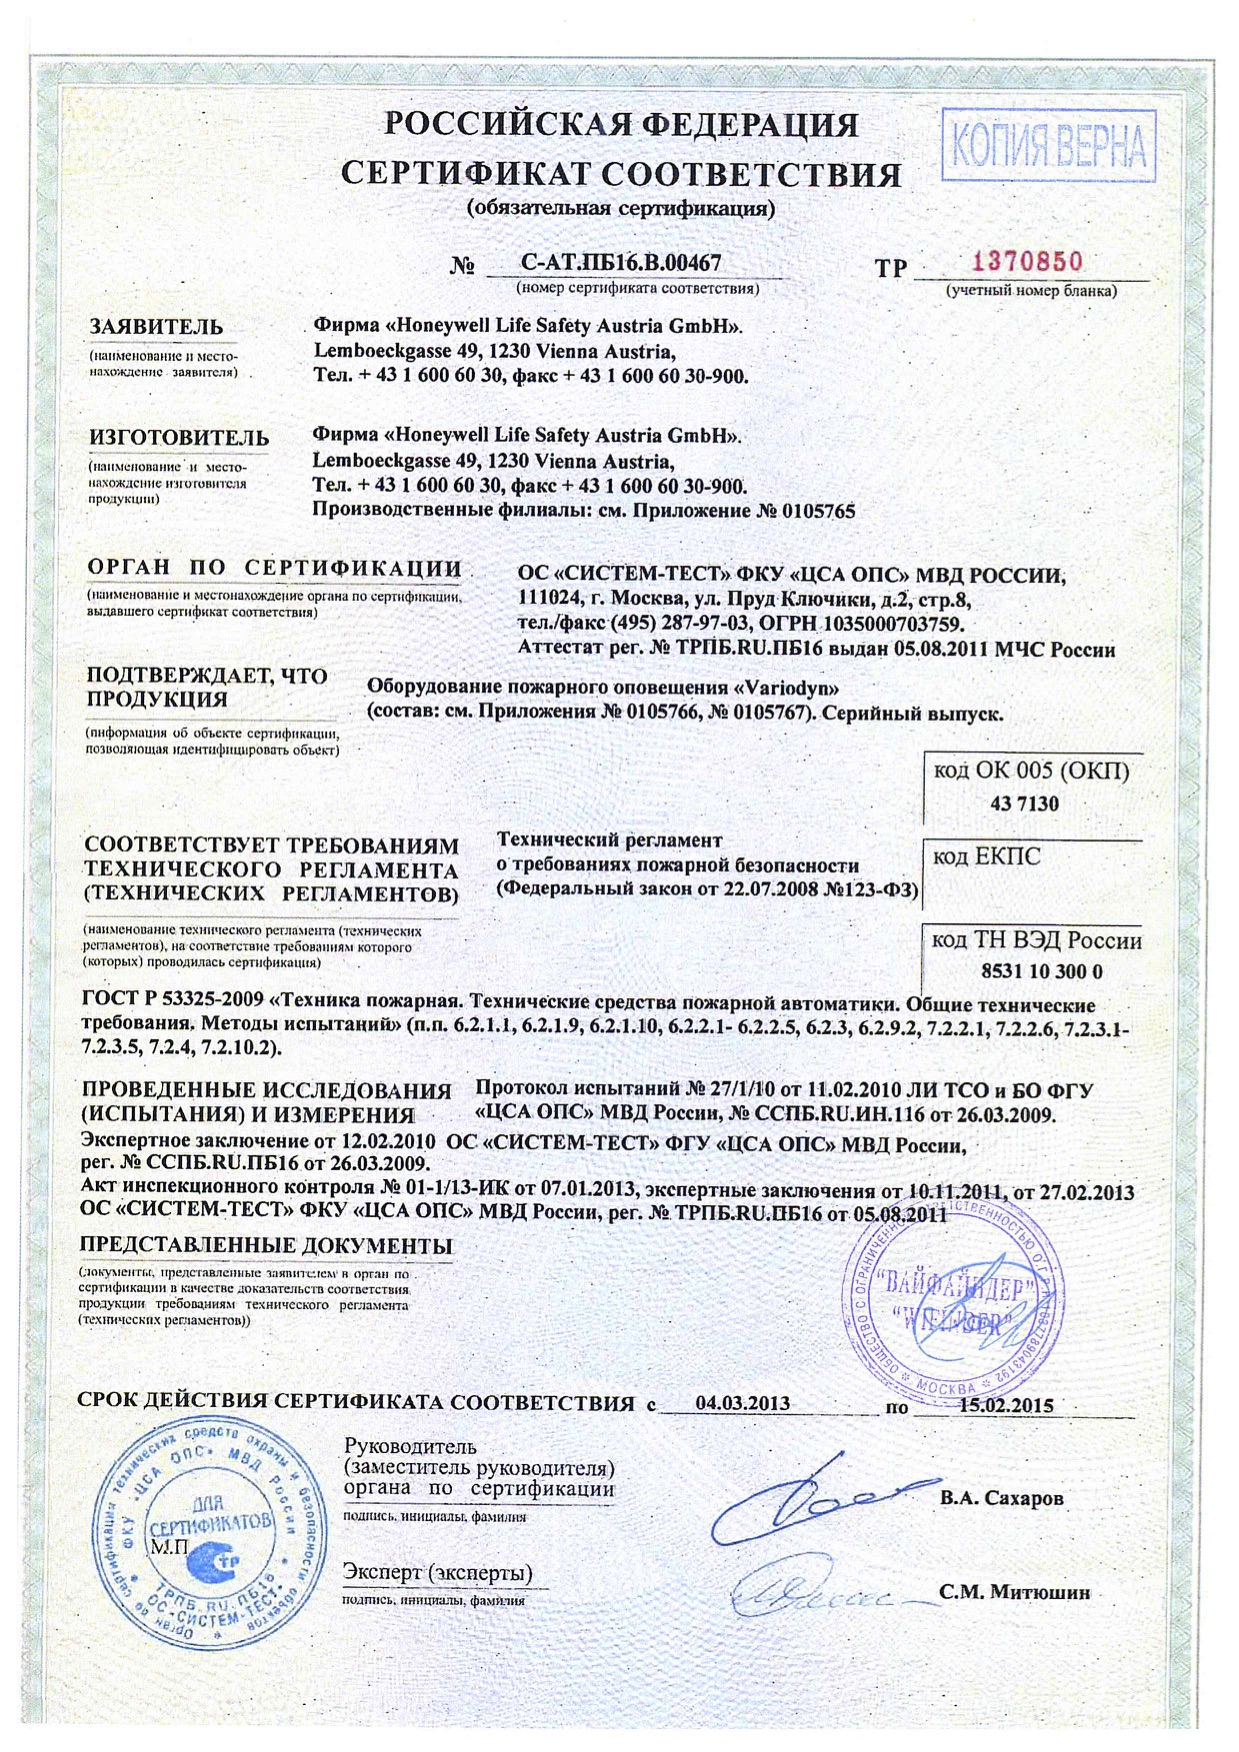 РОССИЙСКАЯ ФЕДЕРАЦИЯ
КОПИЯ ВЕРНА
СЕРТИФИКАТ СООТВЕТСТВИЯ
(обязательная сертификация)
№ С-АТ.ПБ16.В.00467
ТР 1370850
(номер сертификата соответствия)
(учетный номер бланка)
ЗАЯВИТЕЛЬ
(наименование и место-
нахождение заявителя)
Фирма «Honeywell Life Safety Austria GmbH».
Lemboeckgasse 49, 1230 Vienna Austria,
Тел. + 43 1 600 60 30, факс + 43 1 600 60 30-900.
ИЗГОТОВИТЕЛЬ
(наименование и место-
нахождение изготовителя
продукции)
Фирма «Honeywell Life Safety Austria GmbH».
Lemboeckgasse 49, 1230 Vienna Austria,
Тел. + 43 1 600 60 30, факс + 43 1 600 60 30-900.
Производственные филиалы: см. Приложение № 0105765
ОРГАН ПО СЕРТИФИКАЦИИ
(наименование и местонахождение органа по сертификации,
выдавшего сертификат соответствия)
ОС «СИСТЕМ-ТЕСТ» ФКУ «ЦСА ОПС» МВД РОССИИ,
111024, г. Москва, ул. Пруд Ключики, д.2, стр.8,
тел./факс (495) 287-97-03, ОГРН 1035000703759.
Аттестат рег. № ТРПБ.RU.ПБ16 выдан 05.08.2011 МЧС России
ПОДТВЕРЖДАЕТ, ЧТО
ПРОДУКЦИЯ
(информация об объекте сертификации,
позволяющая идентифицировать объект)
Оборудование пожарного оповещения «Variodyn»
(состав: см. Приложения № 0105766, № 0105767). Серийный выпуск.
код ОК 005 (ОКП)
43 7130
СООТВЕТСТВУЕТ ТРЕБОВАНИЯМ
ТЕХНИЧЕСКОГО РЕГЛАМЕНТА
(ТЕХНИЧЕСКИХ РЕГЛАМЕНТОВ)
(наименование технического регламента (технических
регламентов), на соответствие требованиям которого
(которых) проводилась сертификация)
Технический регламент
о требованиях пожарной безопасности
(Федеральный закон от 22.07.2008 №123-ФЗ)
код ЕКПС
код ТН ВЭД России
8531 10 300 0
ГОСТ Р 53325-2009 «Техника пожарная. Технические средства пожарной автоматики. Общие технические
требования. Методы испытаний» (п.п. 6.2.1.1, 6.2.1.9, 6.2.1.10, 6.2.2.1- 6.2.2.5, 6.2.3, 6.2.9.2, 7.2.2.1, 7.2.2.6, 7.2.3.1-
7.2.3.5, 7.2.4, 7.2.10.2).
ПРОВЕДЕННЫЕ ИССЛЕДОВАНИЯ
(ИСПЫТАНИЯ) И ИЗМЕРЕНИЯ
Протокол испытаний № 27/1/10 от 11.02.2010 ЛИ ТСО и БО ФГУ
«ЦСА ОПС» МВД России, № ССПБ.RU.ИН.116 от 26.03.2009.
Экспертное заключение от 12.02.2010 ОС «СИСТЕМ-ТЕСТ» ФГУ «ЦСА ОПС» МВД России,
рег. № ССПБ.RU.ПБ16 от 26.03.2009.
Акт инспекционного контроля № 01-1/13-ИК от 07.01.2013, экспертные заключения от 10.11.2011, от 27.02.2013
ОС «СИСТЕМ-ТЕСТ» ФКУ «ЦСА ОПС» МВД России, рег. № ТРПБ.RU.ПБ16 от 05.08.2011
ПРЕДСТАВЛЕННЫЕ ДОКУМЕНТЫ
(документы, представленные заявителем в орган по
сертификации в качестве доказательств соответствия
продукции требованиям технического регламента
(технических регламентов))
ОБЩЕСТВО С ОГРАНИЧЕННОЙ ОТВЕТСТВЕННОСТЬЮ
"ВАЙФАЙНДЕР"
МОСКВА
СРОК ДЕЙСТВИЯ СЕРТИФИКАТА СООТВЕТСТВИЯ с 04.03.2013 по 15.02.2015
Руководитель
(заместитель руководителя)
органа по сертификации
подпись, инициалы, фамилия
В.А. Сахаров
Эксперт (эксперты)
подпись, инициалы, фамилия
С.М. Митюшин
М.П.
Орган по сертификации технических средств охраны и безопасности объектов
ФКУ "ЦСА ОПС" МВД России
ДЛЯ
СЕРТИФИКАТОВ
ТРПБ.RU.ПБ16
ОС "СИСТЕМ-ТЕСТ"